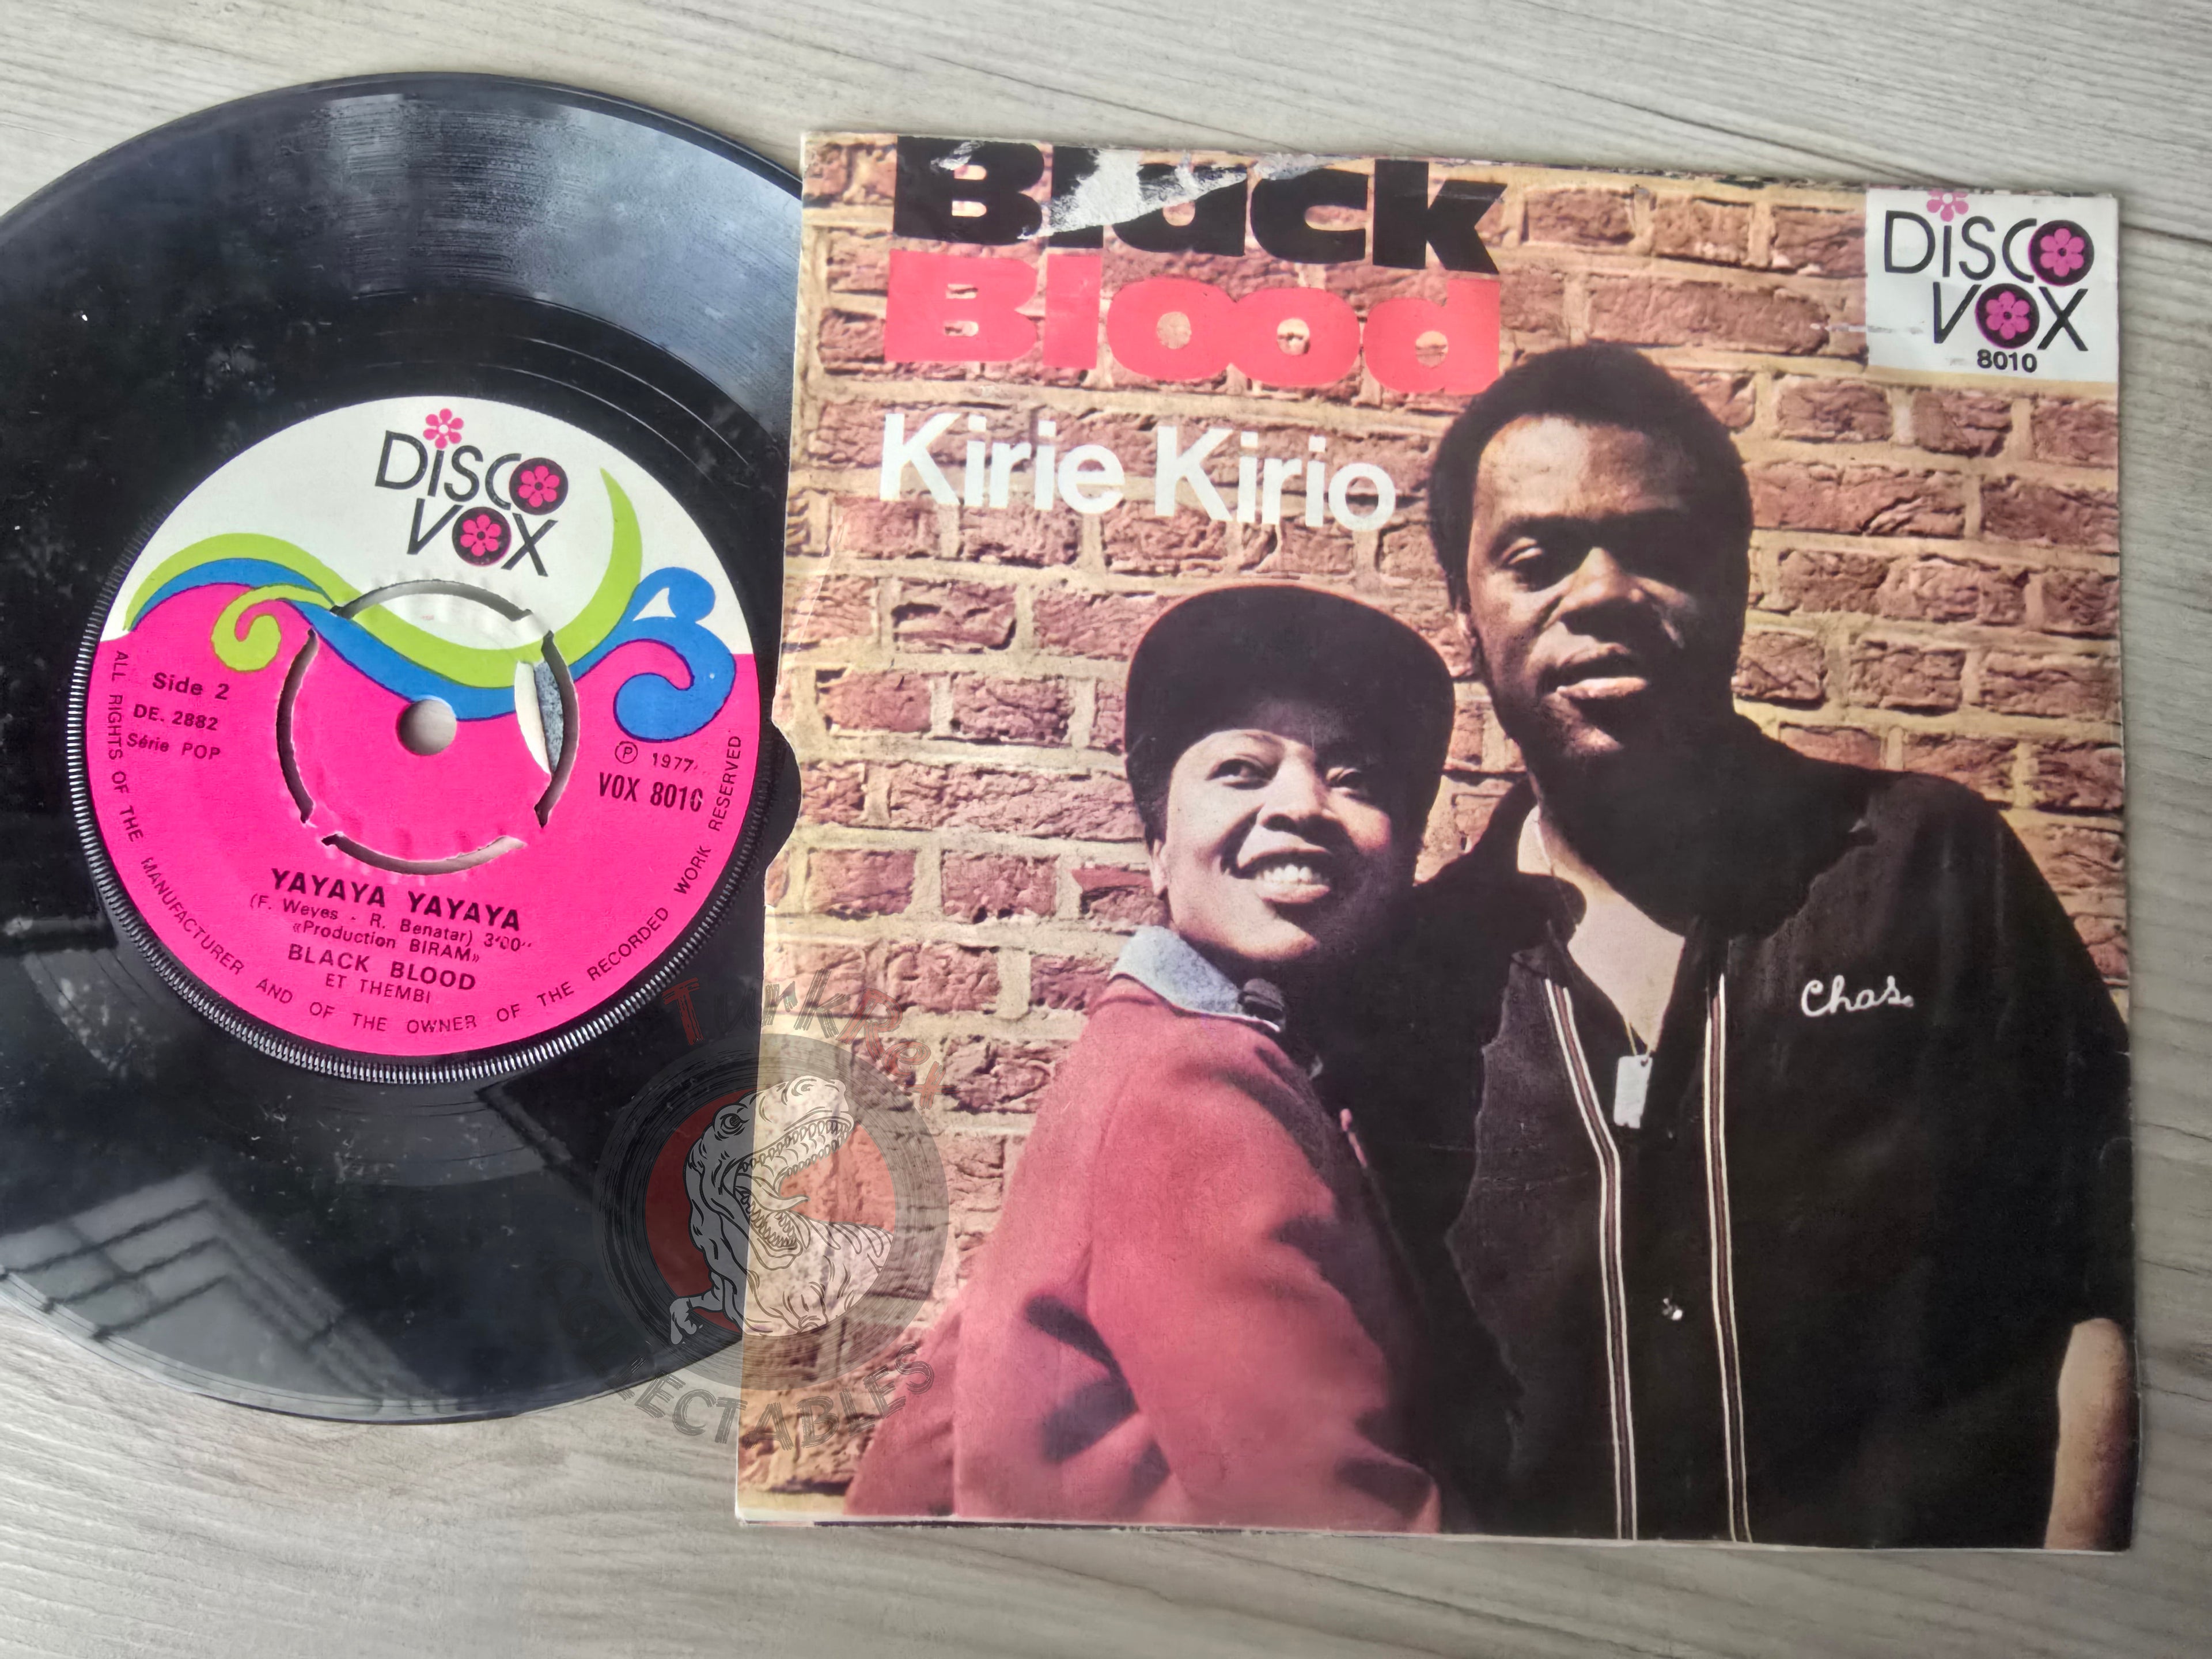 DiSCO
VOX
Side 2
DE. 2882
Série POP
℗ 1977
VOX 8010
YAYAYA YAYAYA
(F. Weyes - R. Benatar) 3'00''
«Production BIRAM»
BLACK BLOOD
ET THEMBI
ALL RIGHTS OF THE MANUFACTURER AND OF THE OWNER OF THE RECORDED WORK RESERVED
Black
Blood
Kirie Kirio
DiSCO
VOX
8010
Chas.